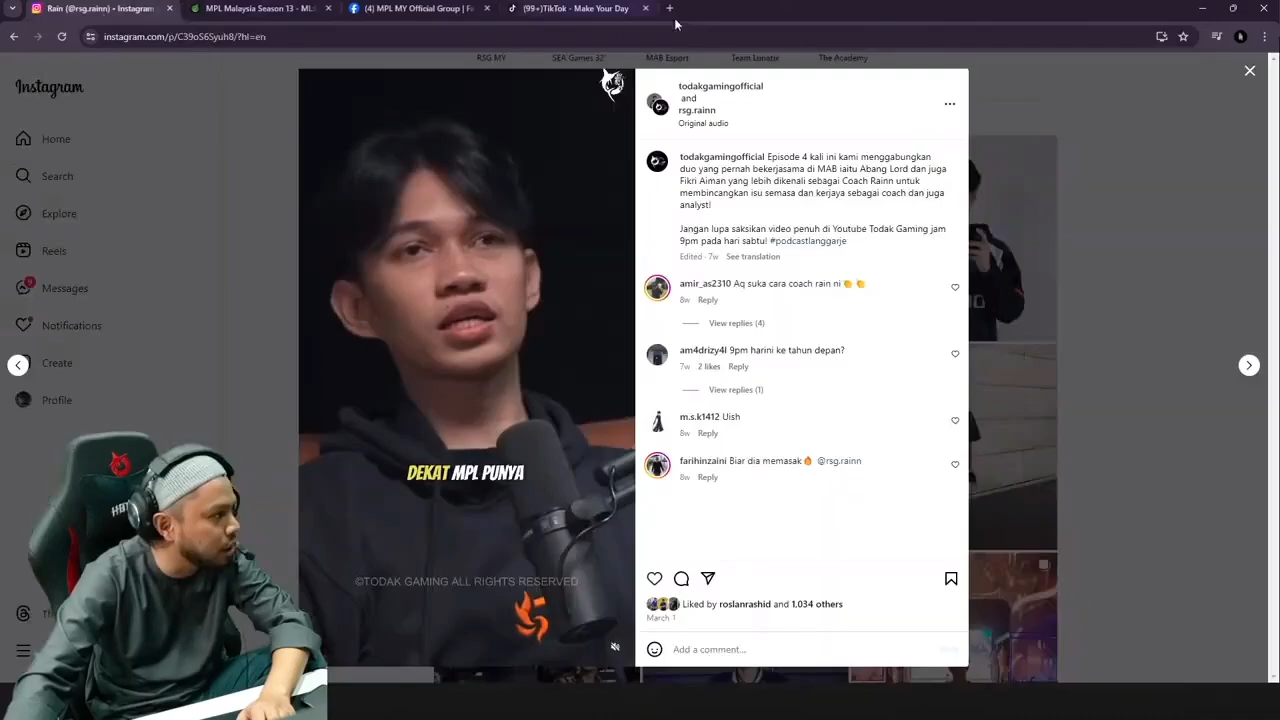 Rain (@rsg.rainn) • Instagram
MPL Malaysia Season 13 - MLS
(4) MPL MY Official Group | Fa
(99+)TikTok - Make Your Day
instagram.com/p/C39oS6Syuh8/?hl=en
RSG MY
SEA Games 32'
MAB Esport
Team Lunatix
The Academy
Instagram
Home
Search
Explore
Reels
Messages
Notifications
Create
Profile
todakgamingofficial
and
rsg.rainn
Original audio
todakgamingofficial Episode 4 kali ini kami menggabungkan
duo yang pernah bekerjasama di MAB iaitu Abang Lord dan juga
Fikri Aiman yang lebih dikenali sebagai Coach Rainn untuk
membincangkan isu semasa dan kerjaya sebagai coach dan juga
analyst!
Jangan lupa saksikan video penuh di Youtube Todak Gaming jam
9pm pada hari sabtu! #podcastlanggarje
Edited · 7w See translation
amir_as2310 Aq suka cara coach rain ni 👏 👏
8w Reply
View replies (4)
am4drizy4l 9pm harini ke tahun depan?
7w 2 likes Reply
View replies (1)
m.s.k1412 Uish
8w Reply
farihinzaini Biar dia memasak🔥 @rsg.rainn
8w Reply
Liked by roslanrashid and 1,034 others
March 1
Add a comment...
DEKAT MPL PUNYA
©TODAK GAMING ALL RIGHTS RESERVED